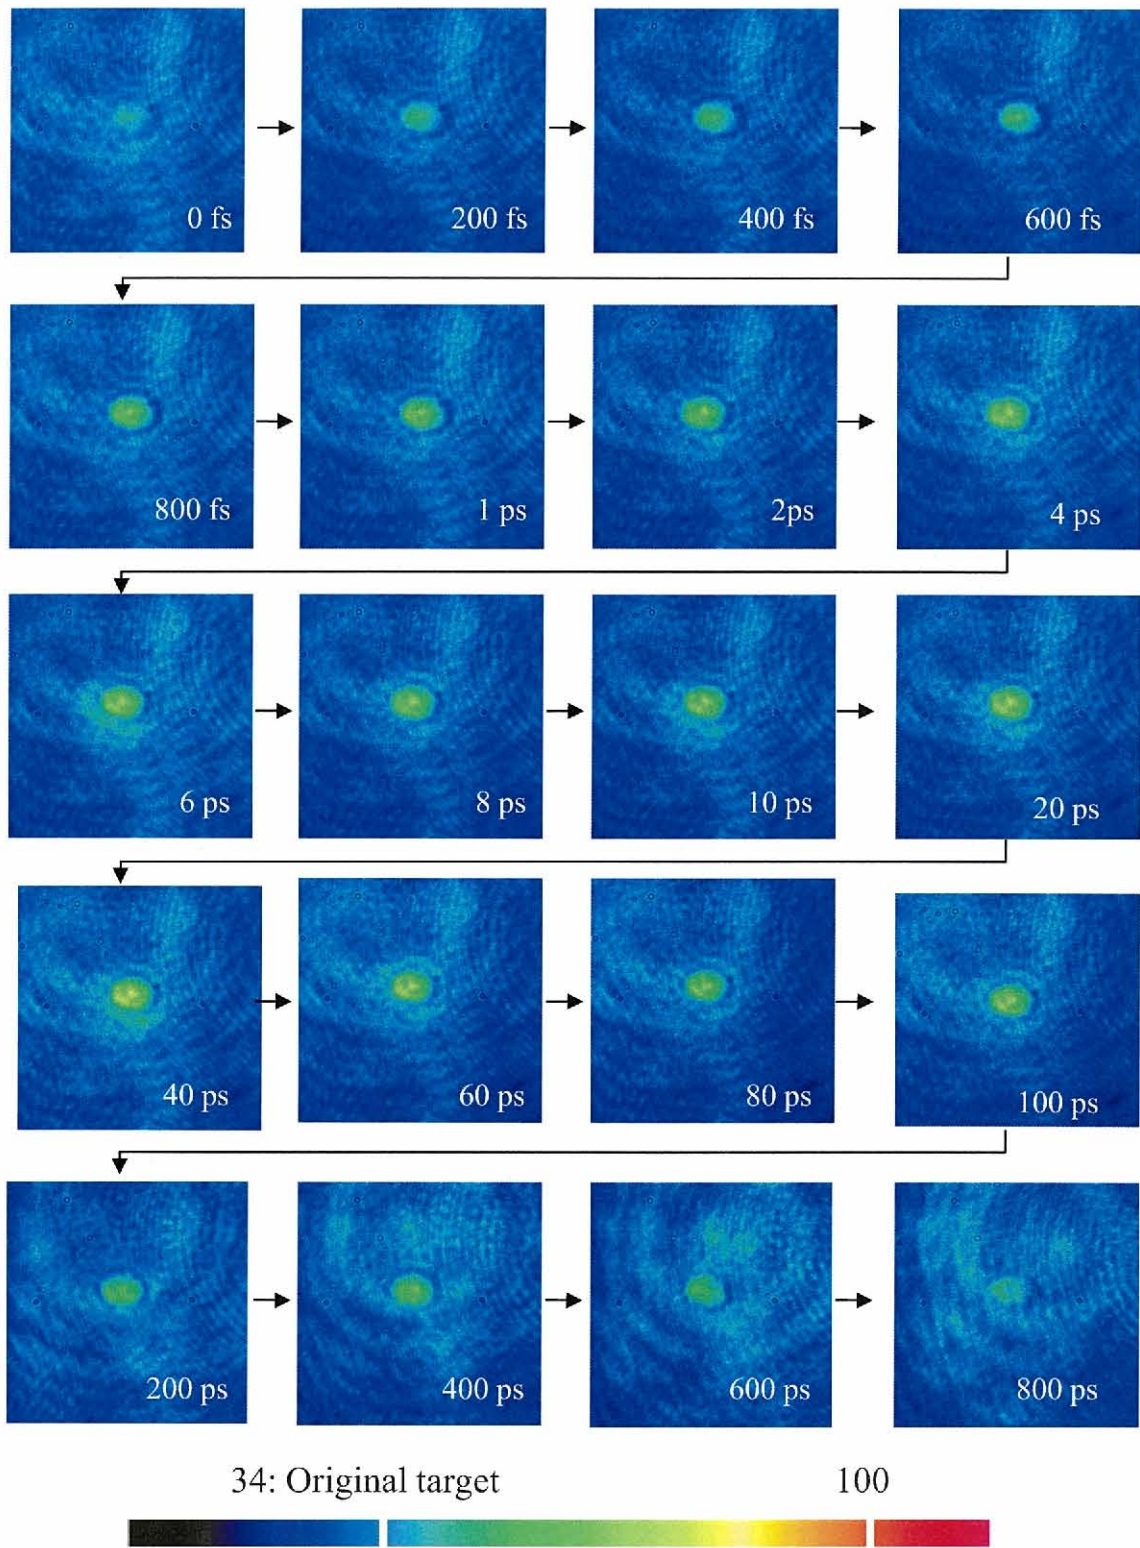 0 fs
200 fs
400 fs
600 fs
800 fs
1 ps
2ps
4 ps
6 ps
8 ps
10 ps
20 ps
40 ps
60 ps
80 ps
100 ps
200 ps
400 ps
600 ps
800 ps
34: Original target
100